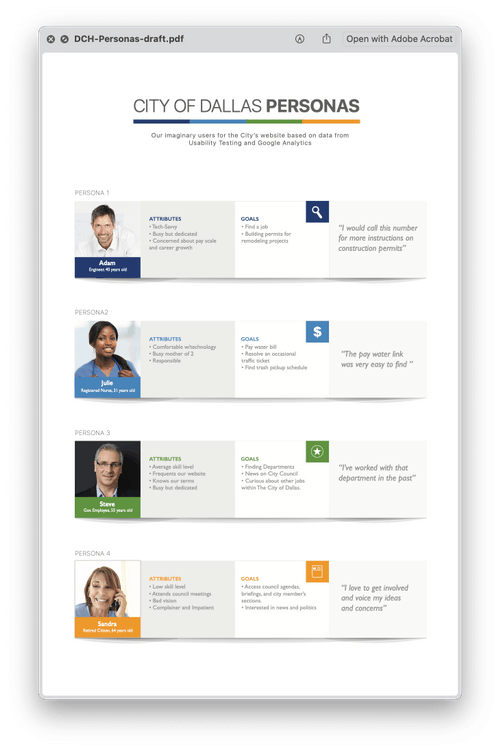 DCH-Personas-draft.pdf
Open with Adobe Acrobat
CITY OF DALLAS PERSONAS
Our imaginary users for the City's website based on data from
Usability Testing and Google Analytics
PERSONA 1
Adam
Engineer, 40 years old
ATTRIBUTES
• Tech-Savvy
• Busy but dedicated
• Concerned about pay scale
and career growth
GOALS
• Find a job
• Building permits for
remodeling projects
"I would call this number
for more instructions on
construction permits"
PERSONA2
Julie
Registered Nurse, 31 years old
ATTRIBUTES
• Comfortable w/technology
• Busy mother of 2
• Responsible
GOALS
• Pay water bill
• Resolve an occasional
traffic ticket
• Find trash pickup schedule
$
"The pay water link
was very easy to find "
PERSONA 3
Steve
Gov. Employee, 55 years old
ATTRIBUTES
• Average skill level
• Frequents our website
• Knows our terms
• Busy but dedicated
GOALS
• Finding Departments
• News on City Council
• Curious about other jobs
within The City of Dallas.
"I've worked with that
department in the past"
PERSONA 4
Sandra
Retired Citizen, 64 years old
ATTRIBUTES
• Low skill level
• Attends council meetings
• Bad vision
• Complainer and Impatient
GOALS
• Access council agendas,
briefings, and city member's
sections.
• Interested in news and politics
"I love to get involved
and voice my ideas
and concerns"